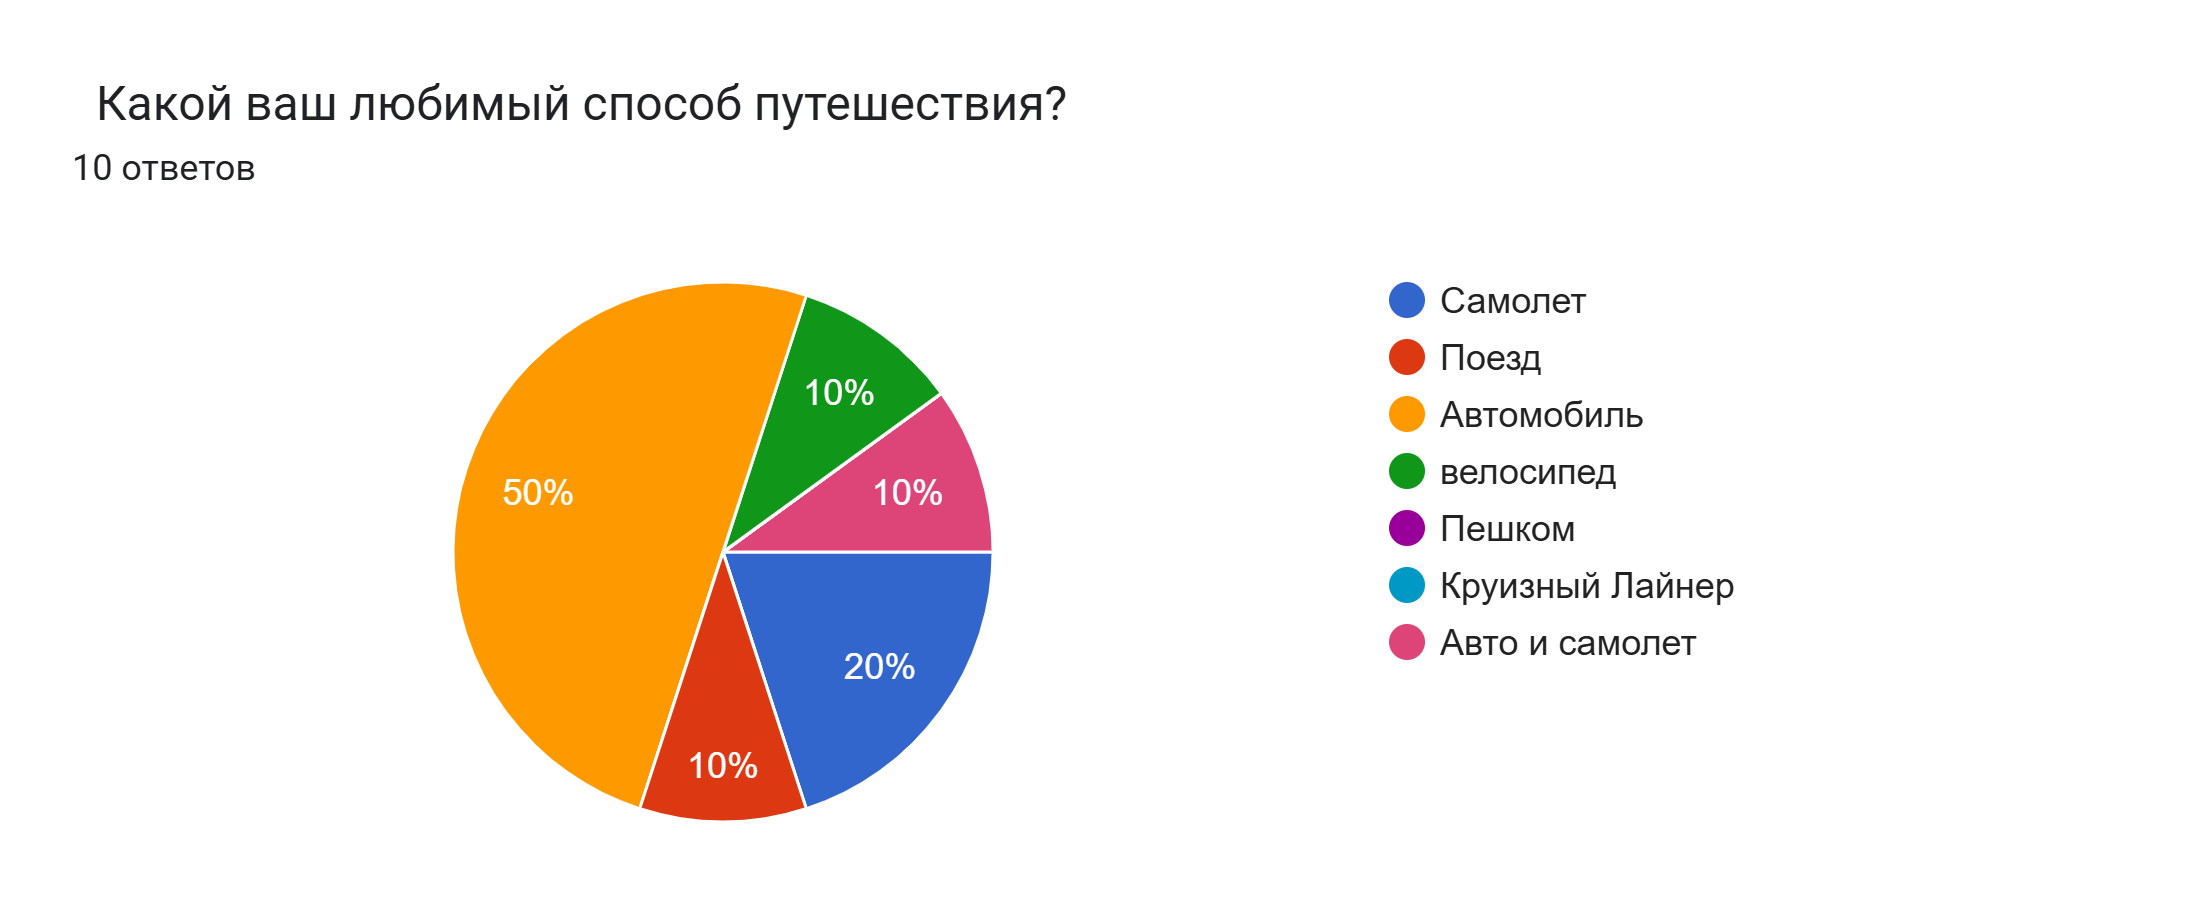 Какой ваш любимый способ путешествия?
10 ответов
10%
10%
50%
20%
10%
Самолет
Поезд
Автомобиль
велосипед
Пешком
Круизный Лайнер
Авто и самолет